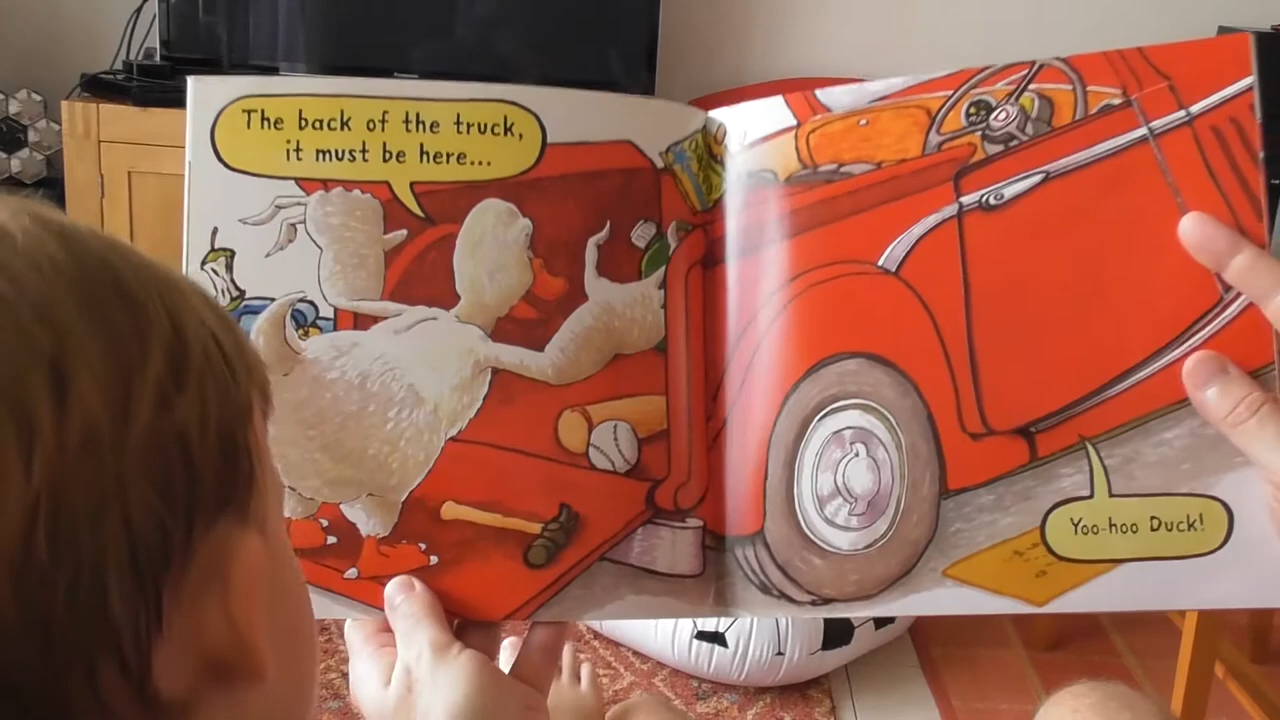 The back of the truck,
it must be here...
Yoo-hoo Duck!